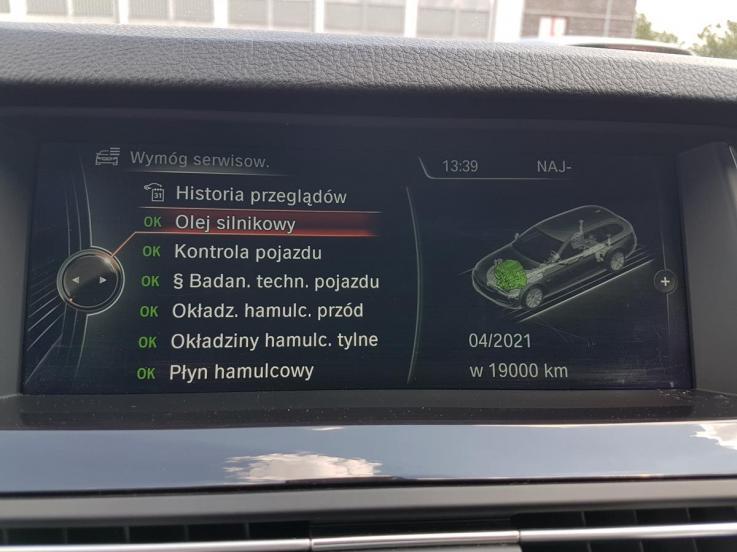 Wymóg serwisow.
13:39 NAJ-
31 Historia przeglądów
OK Olej silnikowy
OK Kontrola pojazdu
OK § Badan. techn. pojazdu
OK Okładz. hamulc. przód
OK Okładziny hamulc. tylne
OK Płyn hamulcowy
04/2021
w 19000 km